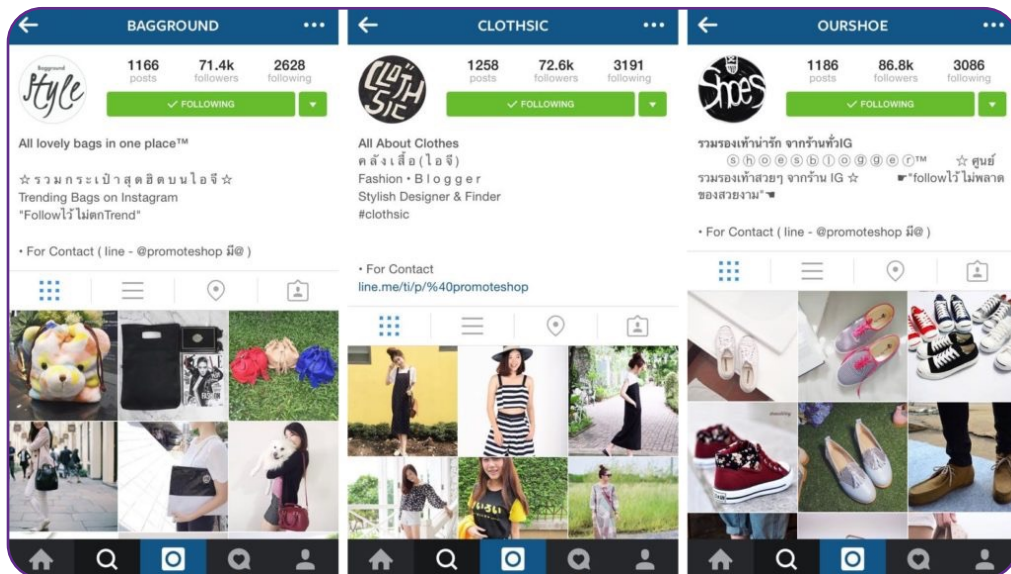 BAGGROUND
Bagground
Style
1166
71.4k
2628
posts
followers
following
FOLLOWING
All lovely bags in one place™
☆ ร ว ม ก ร ะ เ ป๋ า สุ ด ฮิ ต บ น ไ อ จี ☆
Trending Bags on Instagram
"Followไว้ ไม่ตกTrend"
• For Contact ( line - @promoteshop มี@ )
CLOTHSIC
CLOTHSIC
1258
72.6k
3191
posts
followers
following
FOLLOWING
All About Clothes
ค ลั ง เ สื้ อ ( ไ อ จี )
Fashion • B l o g g e r
Stylish Designer & Finder
#clothsic
• For Contact
line.me/ti/p/%40promoteshop
OURSHOE
Shoes
1186
86.8k
3086
posts
followers
following
FOLLOWING
รวมรองเท้าน่ารัก จากร้านทั่วIG
ⓢⓗⓞⓔⓢⓑⓛⓞⓖⓖⓔⓡ™ ☆ ศูนย์
รวมรองเท้าสวยๆ จากร้าน IG ☆ ☛"followไว้ ไม่พลาด
ของสวยงาม"☚
• For Contact ( line - @promoteshop มี@ )